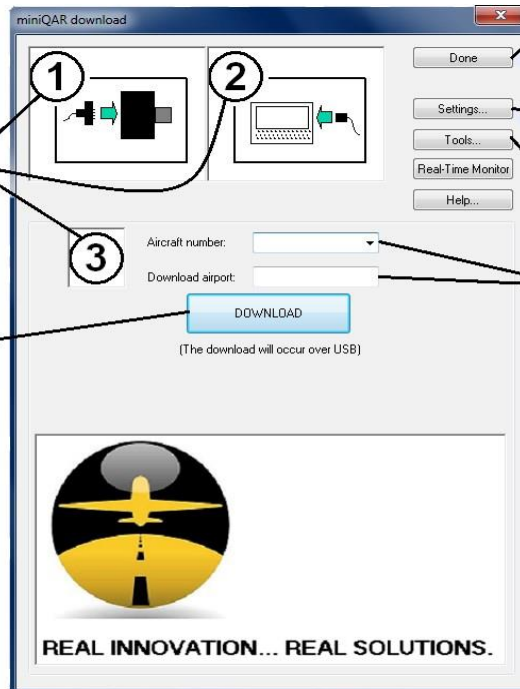 miniQAR download
1
2
Done
Settings...
Tools...
Real-Time Monitor
Help...
3
Aircraft number:
Download airport:
DOWNLOAD
(The download will occur over USB)
REAL INNOVATION... REAL SOLUTIONS.